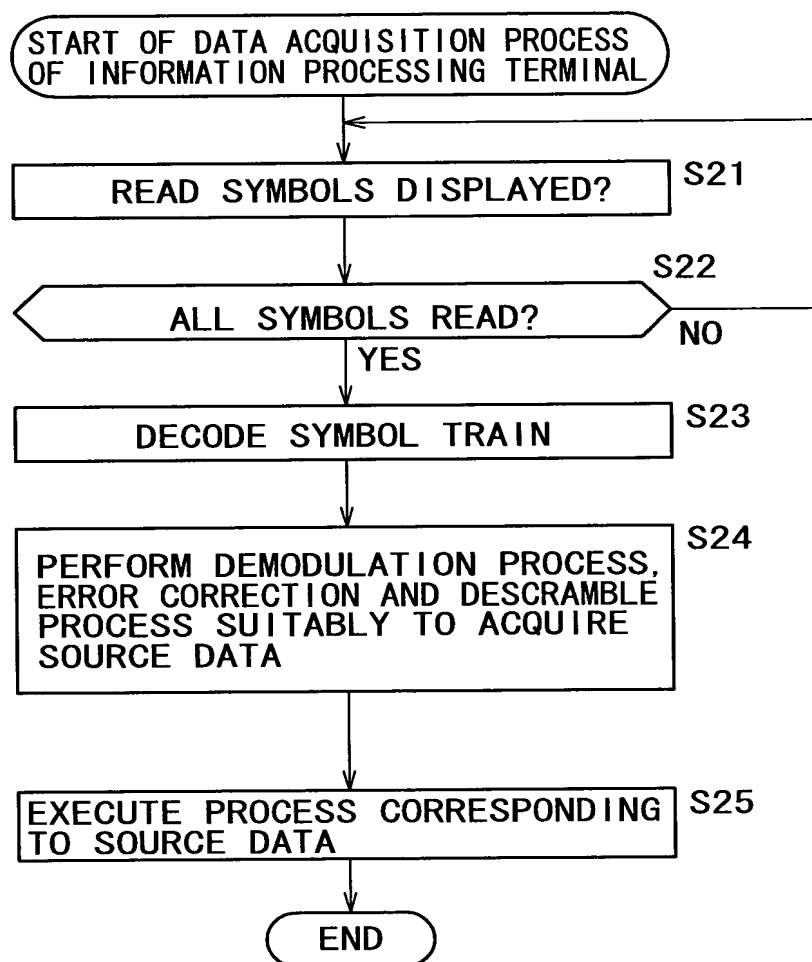 START OF DATA ACQUISITION PROCESS
OF INFORMATION PROCESSING TERMINAL
S21
READ SYMBOLS DISPLAYED?
S22
ALL SYMBOLS READ?
NO
YES
S23
DECODE SYMBOL TRAIN
S24
PERFORM DEMODULATION PROCESS,
ERROR CORRECTION AND DESCRAMBLE
PROCESS SUITABLY TO ACQUIRE
SOURCE DATA
S25
EXECUTE PROCESS CORRESPONDING
TO SOURCE DATA
END